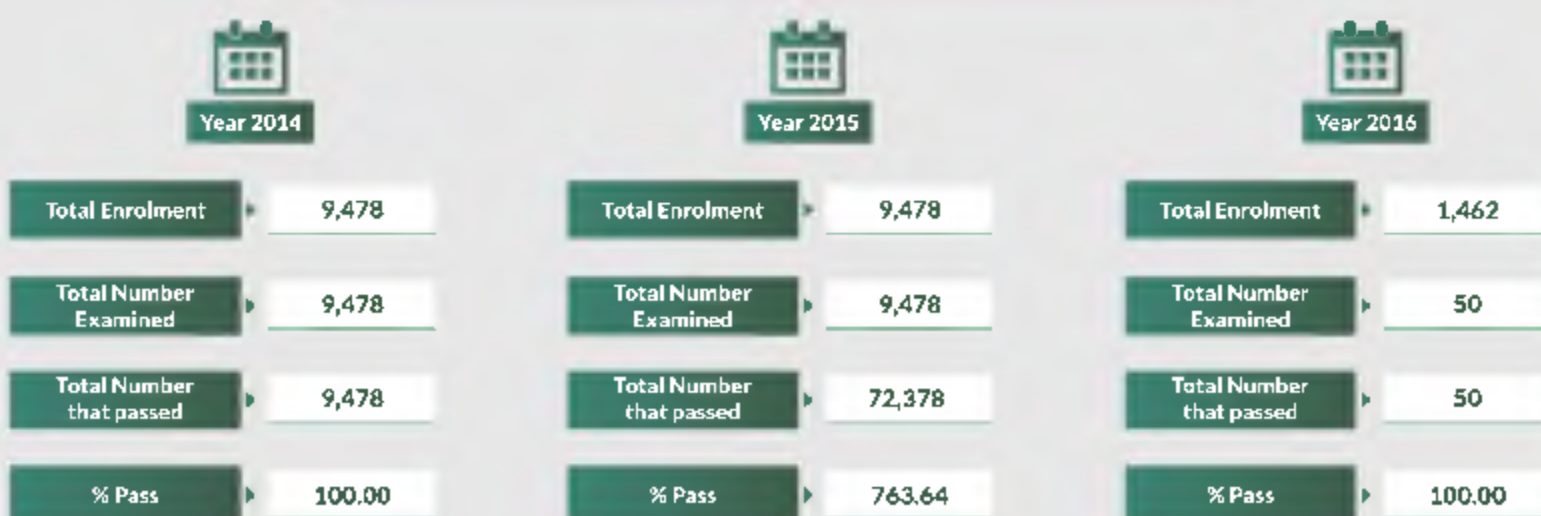 Year 2014
Total Enrolment
9,478
Total Number
Examined
9,478
Total Number
that passed
9,478
% Pass
100.00
Year 2015
Total Enrolment
9,478
Total Number
Examined
9,478
Total Number
that passed
72,378
% Pass
763.64
Year 2016
Total Enrolment
1,462
Total Number
Examined
50
Total Number
that passed
50
% Pass
100.00